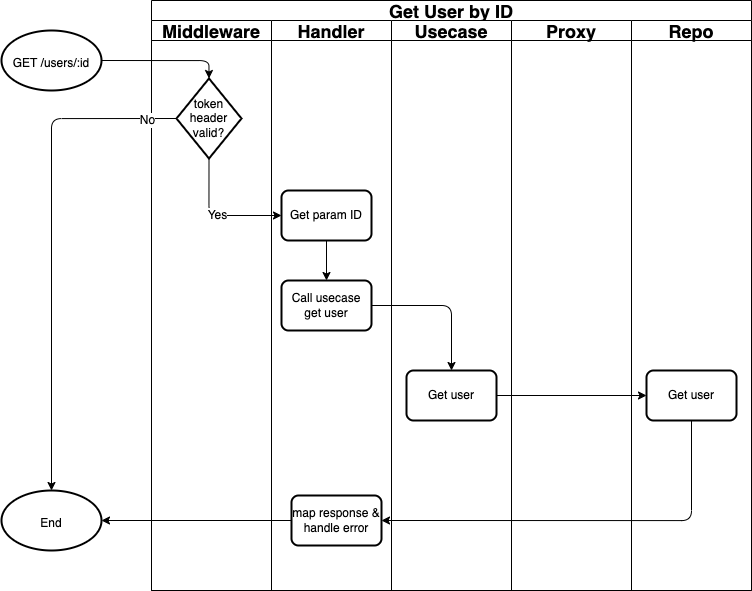 Get User by ID
Middleware
Handler
Usecase
Proxy
Repo
GET /users/:id
token
header
valid?
No
Yes
Get param ID
Call usecase
get user
Get user
Get user
map response &
handle error
End